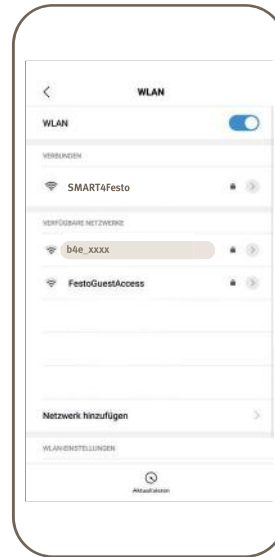 WLAN
WLAN
VERBUNDEN
SMART4Festo
VERFÜGBARE NETZWERKE
b4e_xxxx
FestoGuestAccess
Netzwerk hinzufügen
WLAN-EINSTELLUNGEN
Aktualisieren